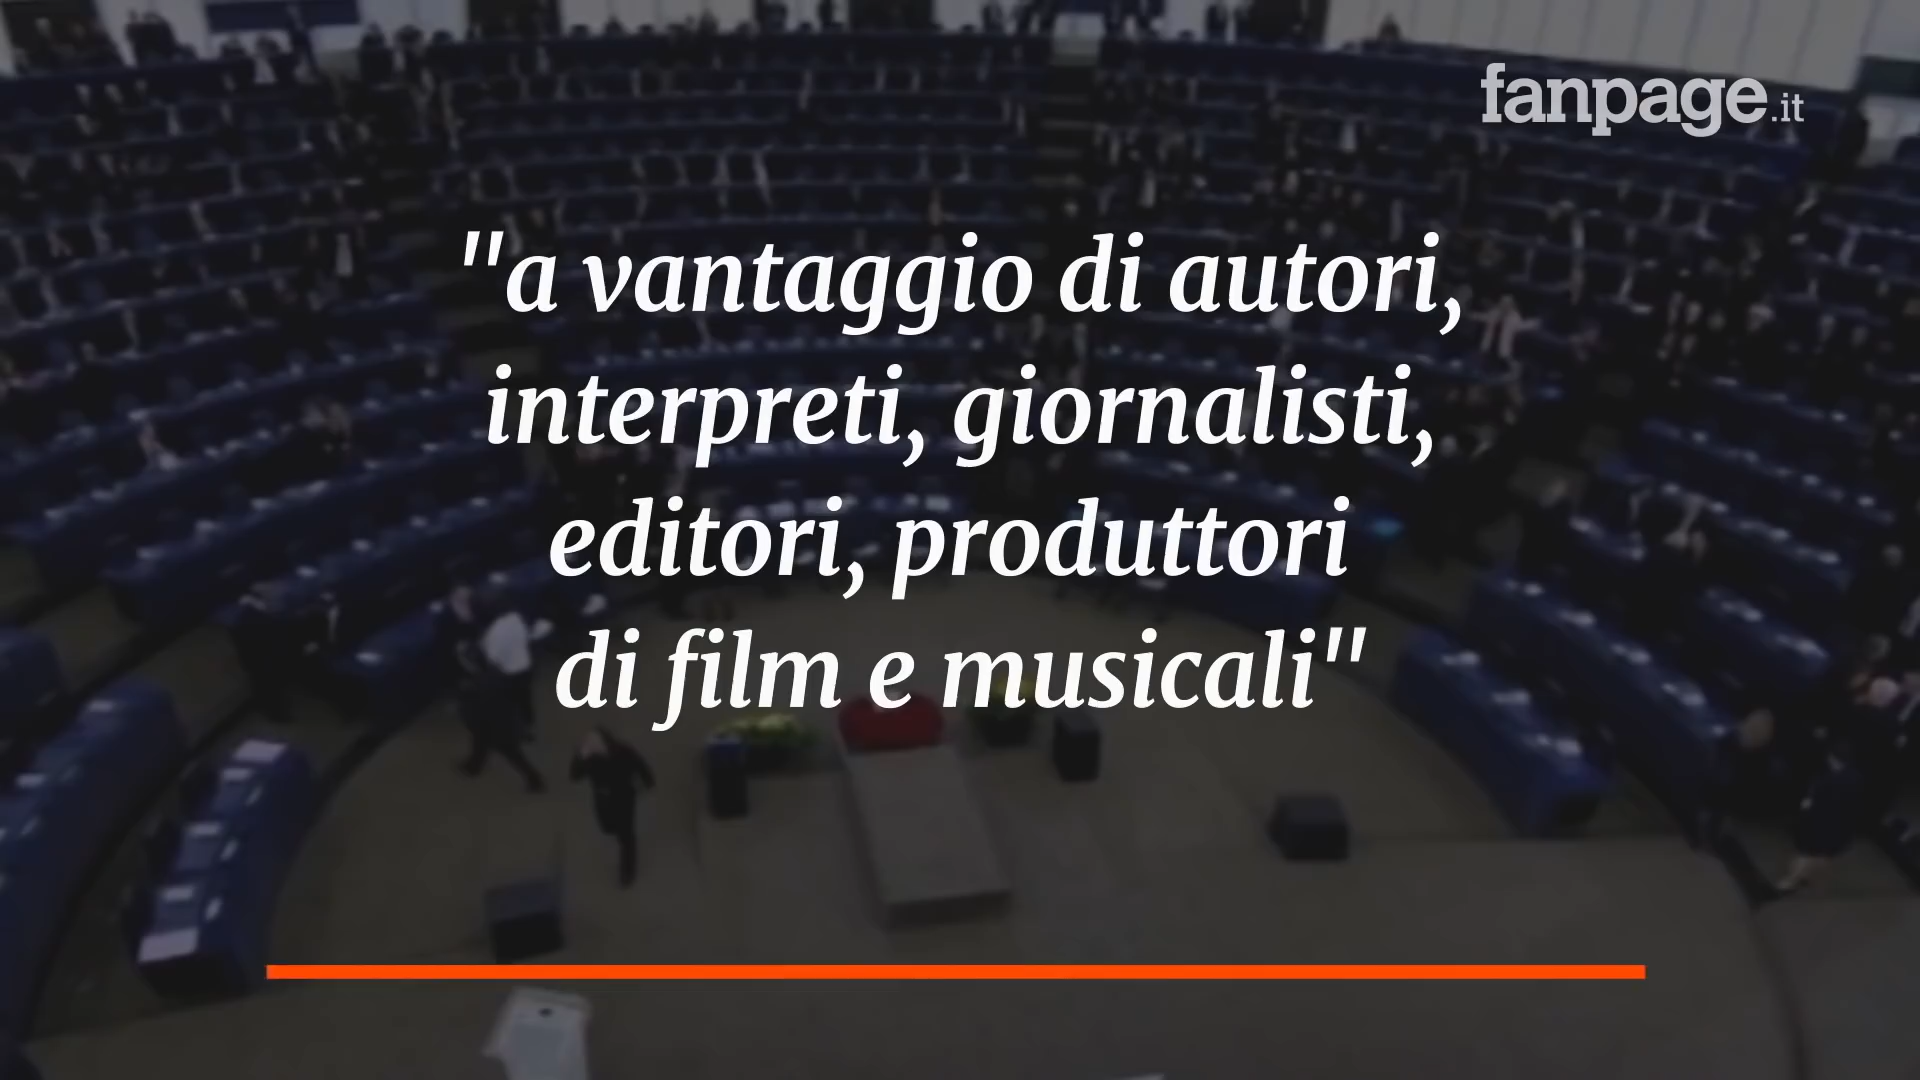 fanpage.it
"a vantaggio di autori,
interpreti, giornalisti,
editori, produttori
di film e musicali"